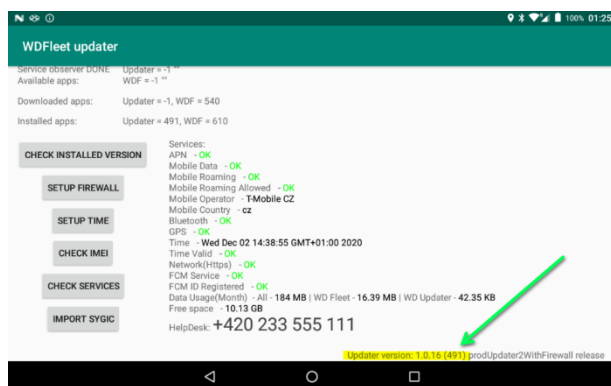 100% 01:25
WDFleet updater
Service observer DONE Updater = -1 ""
Available apps: WDF = -1 ""
Downloaded apps: Updater = -1, WDF = 540
Installed apps: Updater = 491, WDF = 610
CHECK INSTALLED VERSION
SETUP FIREWALL
SETUP TIME
CHECK IMEI
CHECK SERVICES
IMPORT SYGIC
Services:
APN - OK
Mobile Data - OK
Mobile Roaming - OK
Mobile Roaming Allowed - OK
Mobile Operator - T-Mobile CZ
Mobile Country - cz
Bluetooth - OK
GPS - OK
Time - Wed Dec 02 14:38:55 GMT+01:00 2020
Time Valid - OK
Network(Https) - OK
FCM Service - OK
FCM ID Registered - OK
Data Usage(Month) - All - 184 MB | WD Fleet - 16.39 MB | WD Updater - 42.35 KB
Free space - 10.13 GB
HelpDesk: +420 233 555 111
Updater version: 1.0.16 (491) prodUpdater2WithFirewall release